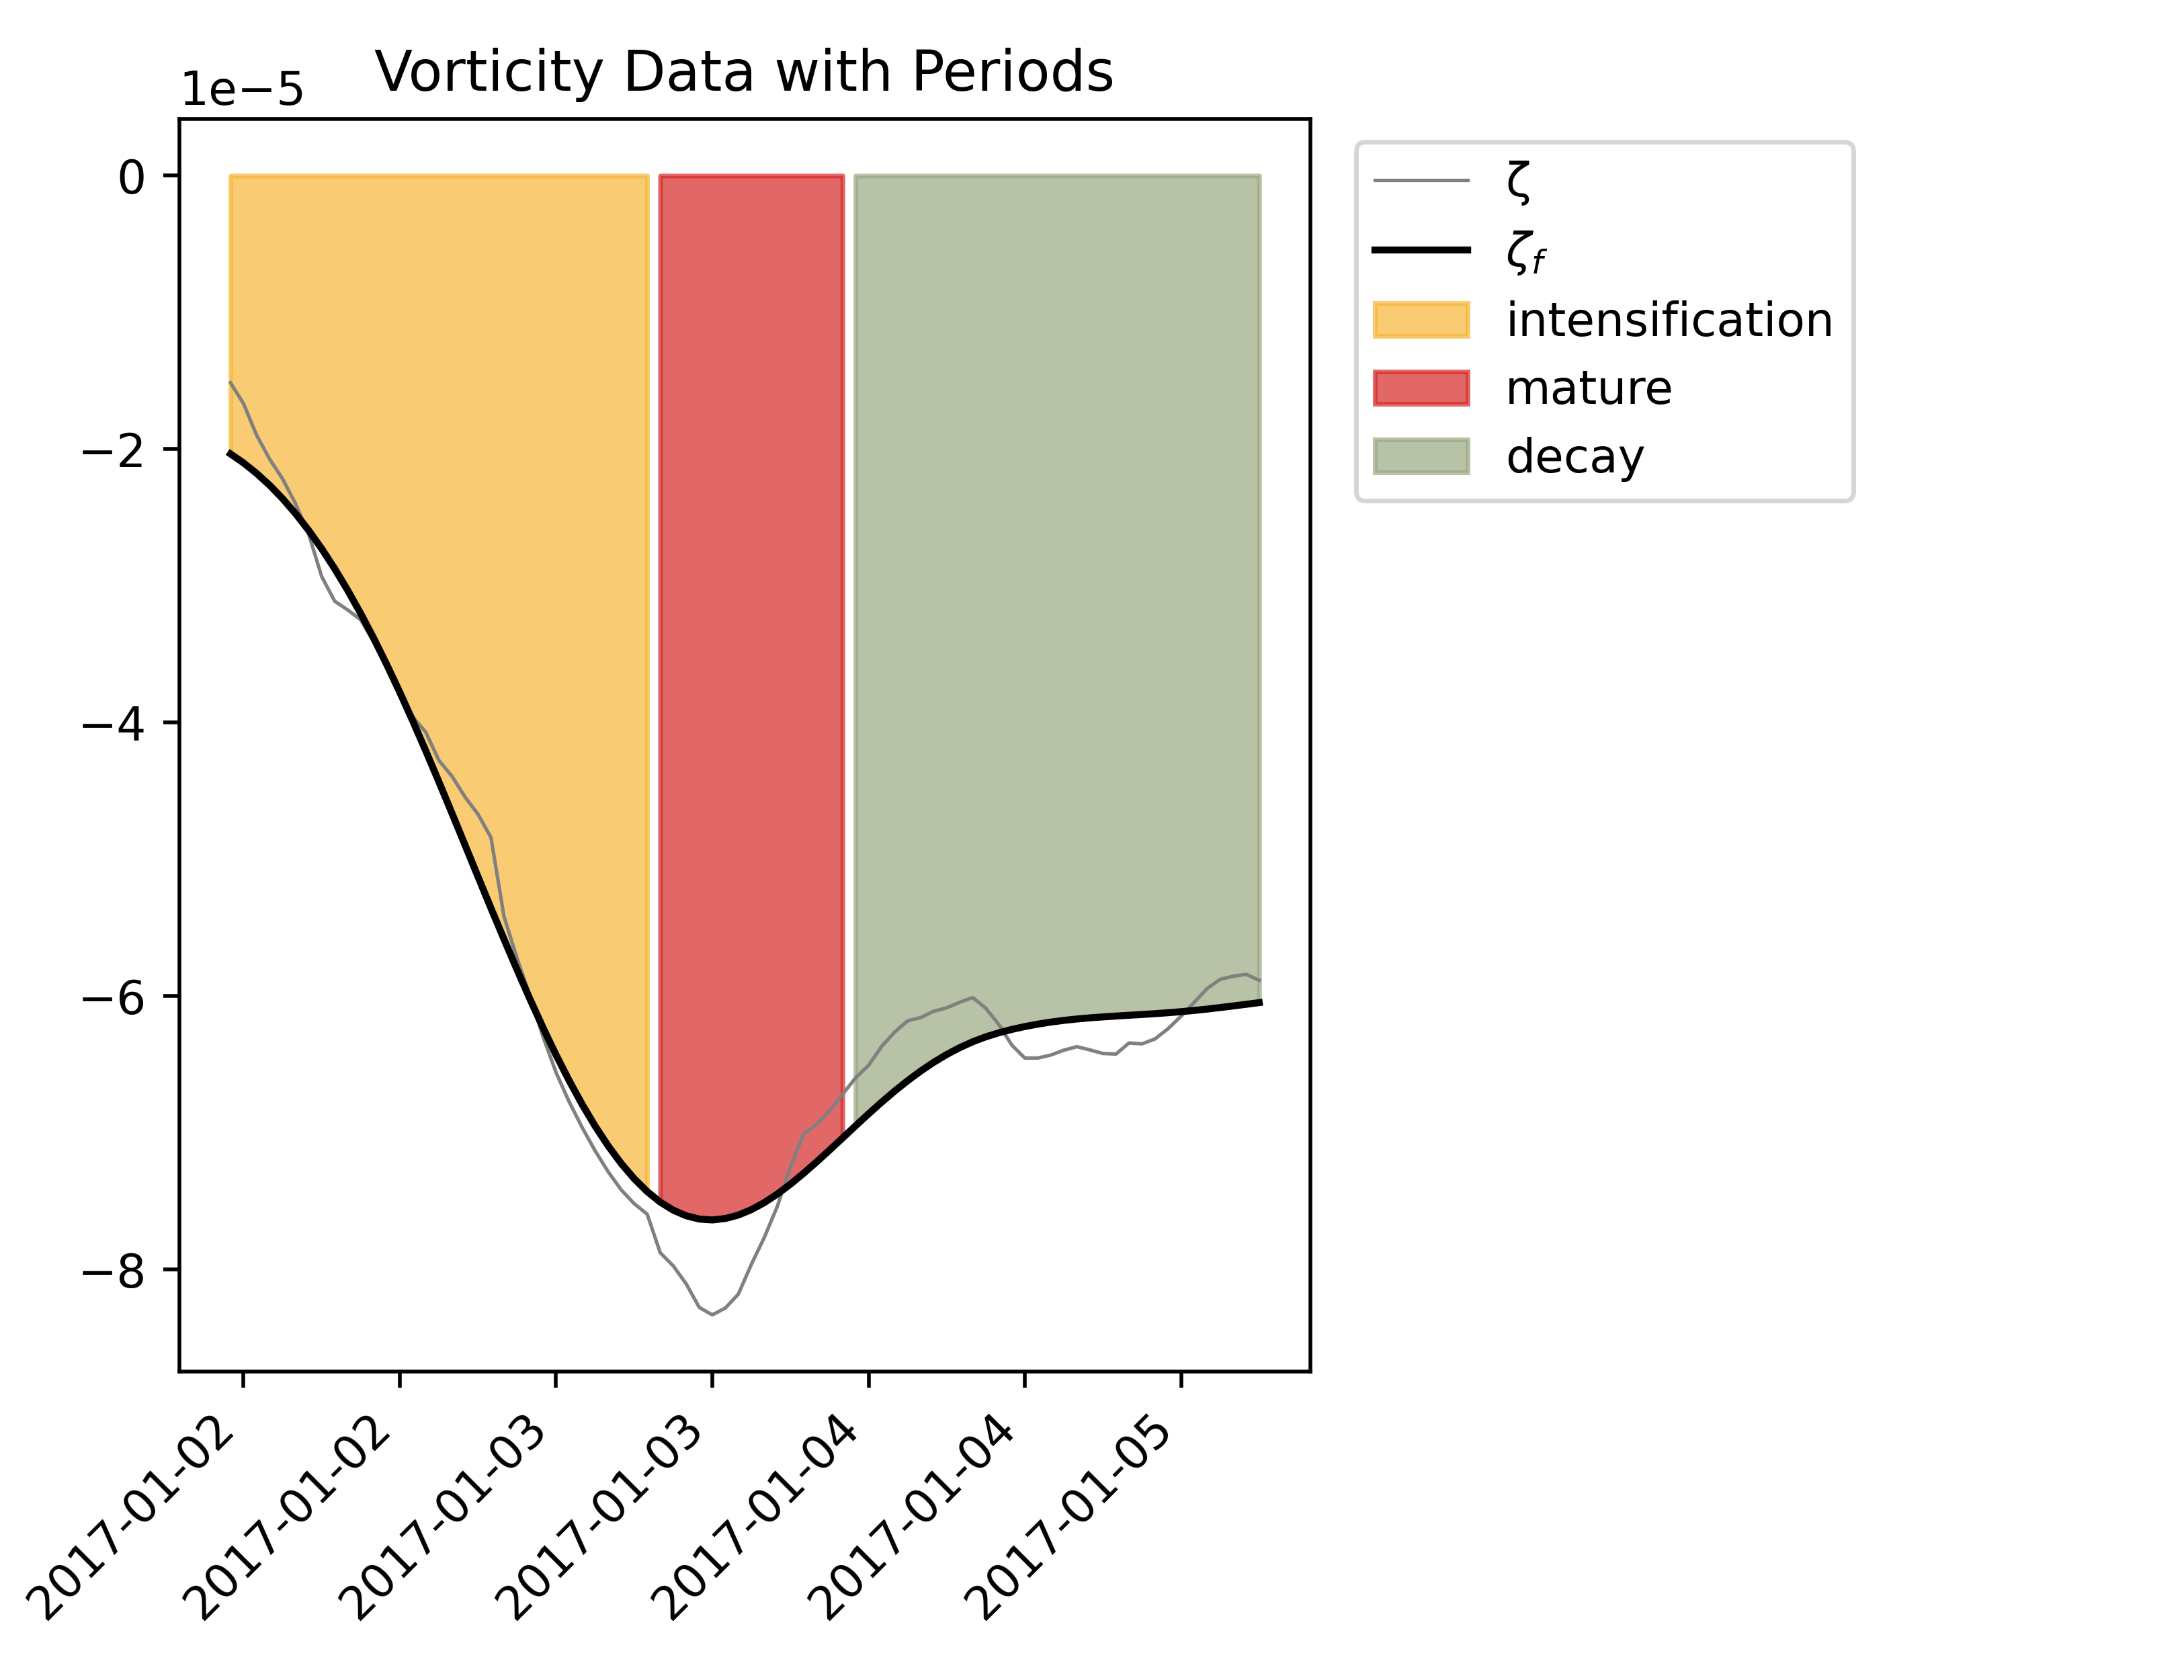 Vorticity Data with Periods
1e−5
0
−2
−4
−6
−8
2017-01-02
2017-01-02
2017-01-03
2017-01-03
2017-01-04
2017-01-04
2017-01-05
ζ
ζf
intensification
mature
decay